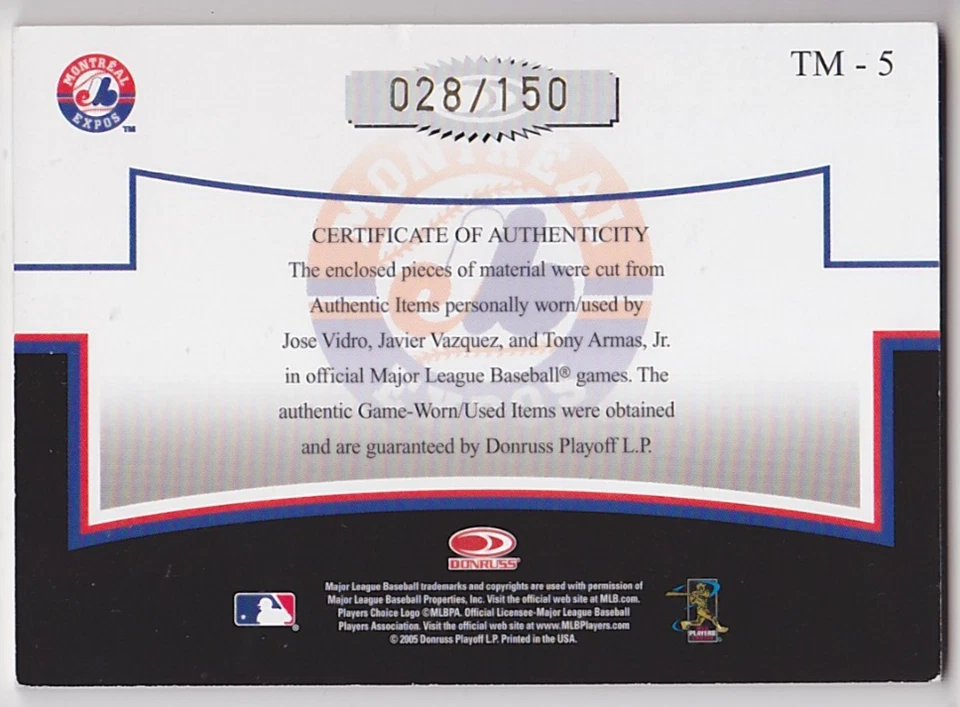 TM - 5
028/150
MONTRÉAL
EXPOS
TM
MONTRÉAL
CERTIFICATE OF AUTHENTICITY
The enclosed pieces of material were cut from
Authentic Items personally worn/used by
Jose Vidro, Javier Vazquez, and Tony Armas, Jr.
in official Major League Baseball® games. The
authentic Game-Worn/Used Items were obtained
and are guaranteed by Donruss Playoff L.P.
EXPOS
DONRUSS
Major League Baseball trademarks and copyrights are used with permission of
Major League Baseball Properties, Inc. Visit the official web site at MLB.com.
Players Choice Logo ©MLBPA. Official Licensee-Major League Baseball
Players Association. Visit the official web site at www.MLBPlayers.com
© 2005 Donruss Playoff L.P. Printed in the USA.
®
PLAYERS